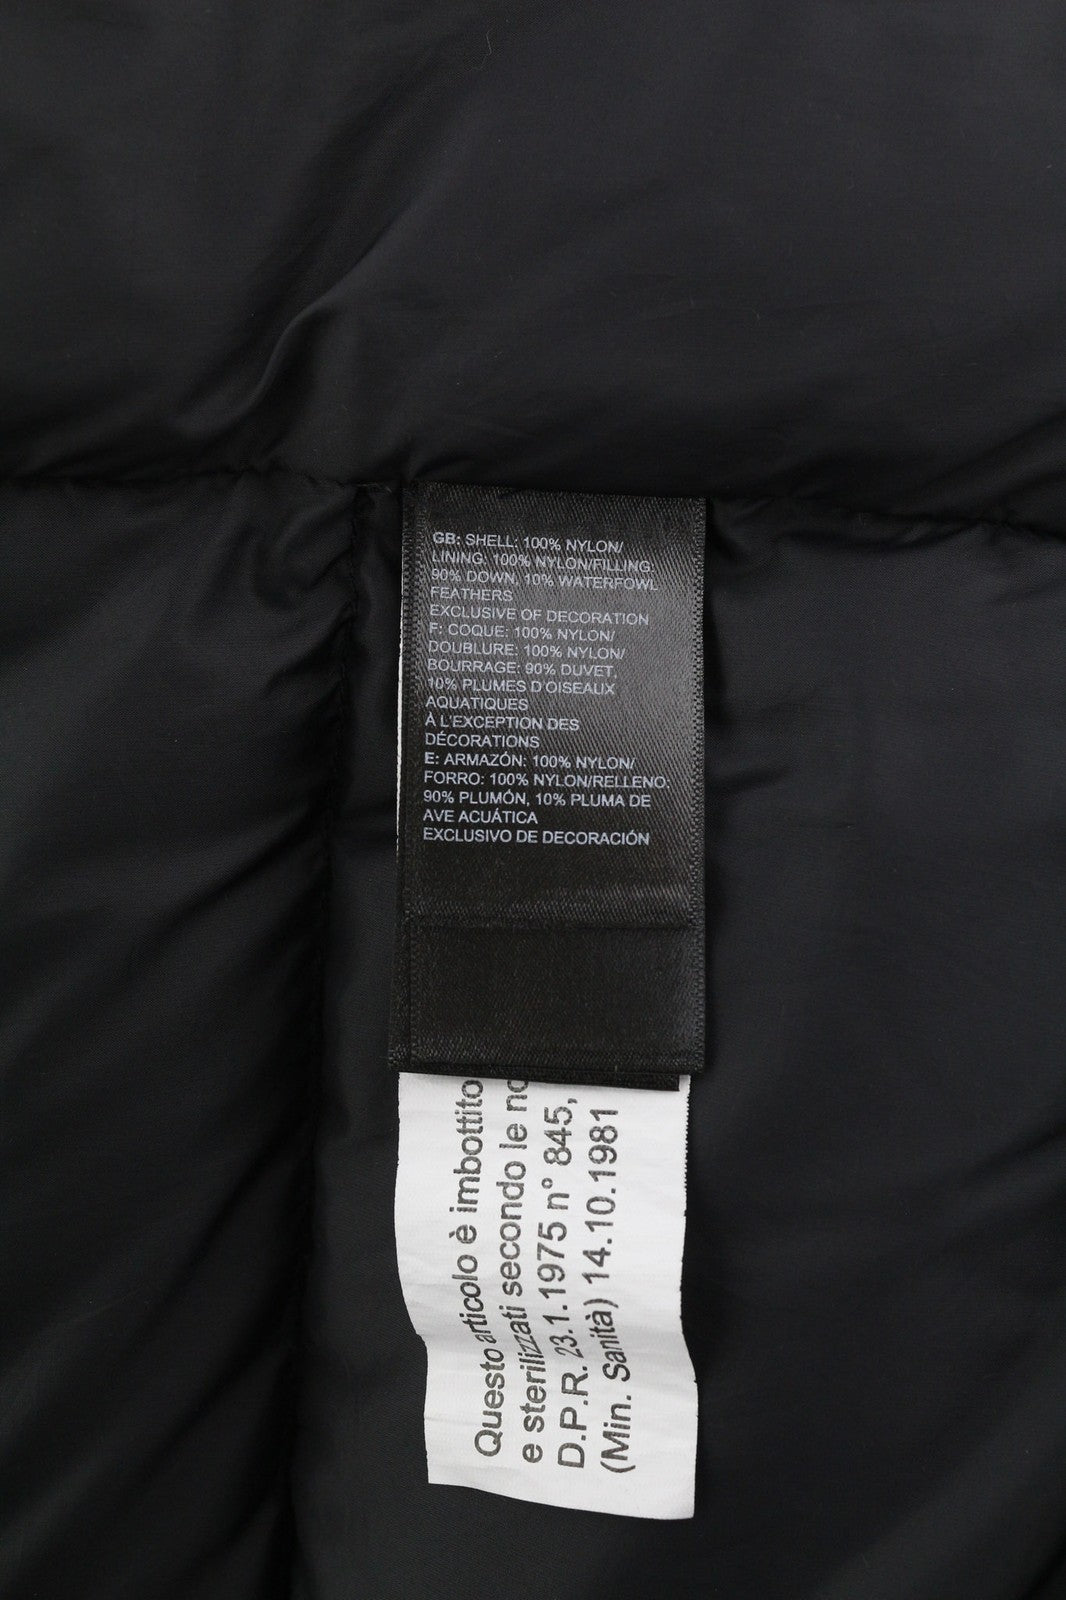 GB: SHELL: 100% NYLON/
LINING: 100% NYLON/FILLING:
90% DOWN, 10% WATERFOWL
FEATHERS
EXCLUSIVE OF DECORATION
F: COQUE: 100% NYLON/
DOUBLURE: 100% NYLON/
BOURRAGE: 90% DUVET,
10% PLUMES D'OISEAUX
AQUATIQUES
À L'EXCEPTION DES
DÉCORATIONS
E: ARMAZÓN: 100% NYLON/
FORRO: 100% NYLON/RELLENO:
90% PLUMÓN, 10% PLUMA DE
AVE ACUÁTICA
EXCLUSIVO DE DECORACIÓN
Questo articolo è imbottito
e sterilizzati secondo le
D.P.R. 23.1.1975 n° 845,
(Min. Sanità) 14.10.1981